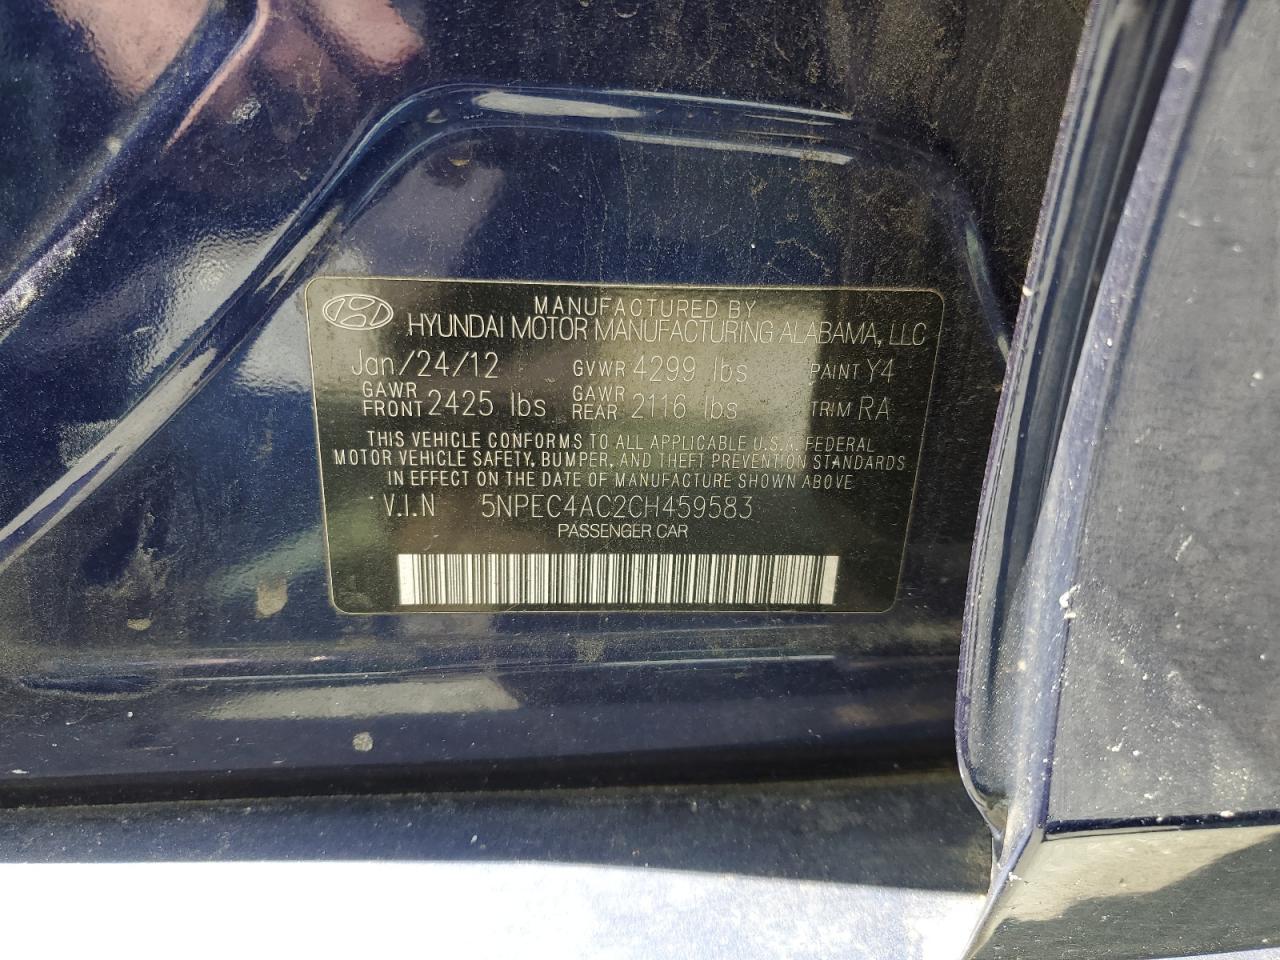 MANUFACTURED BY
HYUNDAI MOTOR MANUFACTURING ALABAMA, LLC
Jan/24/12 GVWR 4299 lbs PAINT Y4
GAWR FRONT 2425 lbs GAWR REAR 2116 lbs TRIM RA
THIS VEHICLE CONFORMS TO ALL APPLICABLE U.S.A. FEDERAL
MOTOR VEHICLE SAFETY, BUMPER, AND THEFT PREVENTION STANDARDS
IN EFFECT ON THE DATE OF MANUFACTURE SHOWN ABOVE
V.I.N 5NPEC4AC2CH459583
PASSENGER CAR